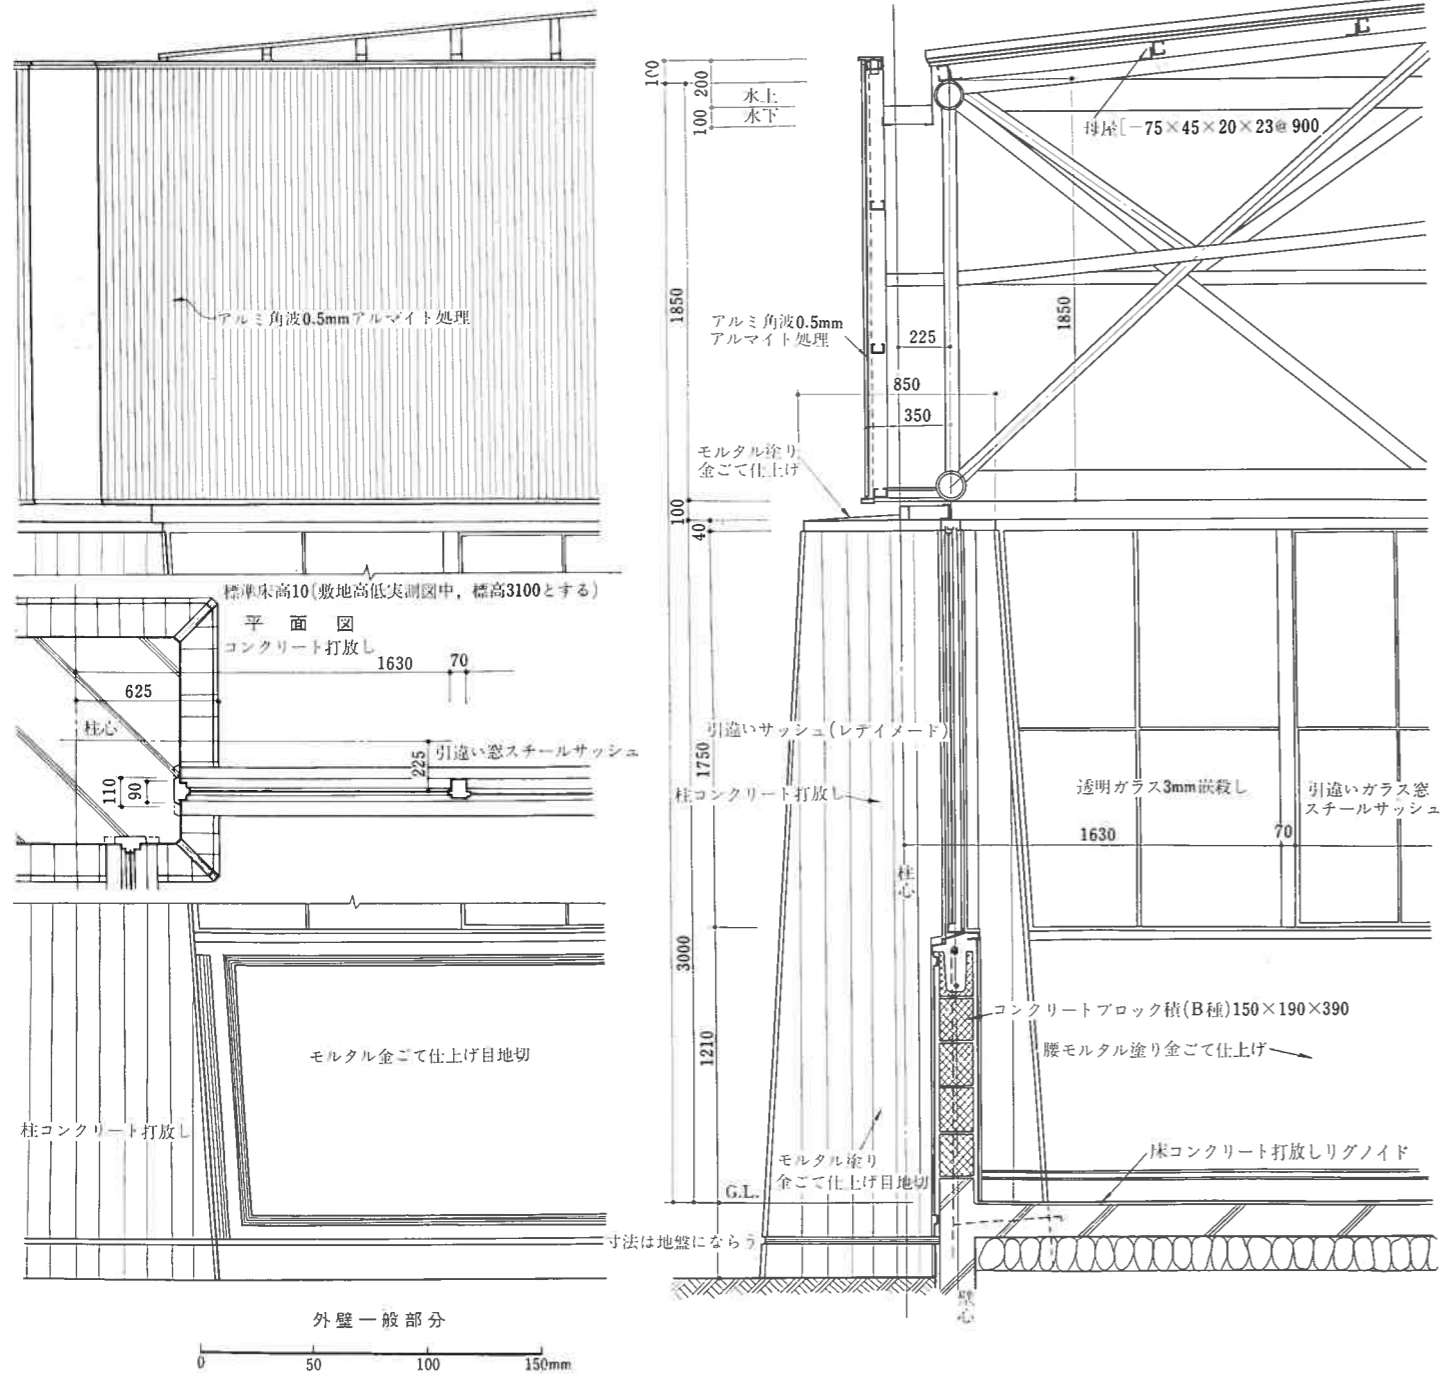 アルミ角波0.5mmアルマイト処理
標準床高10(敷地高低実測図中，標高3100とする)
平面図
コンクリート打放し
1630
70
625
柱心
225
引違い窓スチールサッシュ
110
90
モルタル金ごて仕上げ目地切
柱コンクリート打放し
外壁一般部分
0
50
100
150mm
100
200
水上
100
水下
母屋[－75×45×20×23@900
1850
アルミ角波0.5mm
アルマイト処理
225
1850
850
350
モルタル塗り
金ごて仕上げ
100
40
引違いサッシュ(レデイメード)
1750
柱コンクリート打放し
透明ガラス3mm嵌殺し
引違いガラス窓
スチールサッシュ
1630
70
柱心
3000
コンクリートブロック積(B種)150×190×390
1210
腰モルタル塗り金ごて仕上げ
床コンクリート打放しリグノイド
モルタル塗り
金ごて仕上げ目地切
G.L.
寸法は地盤にならう
壁心